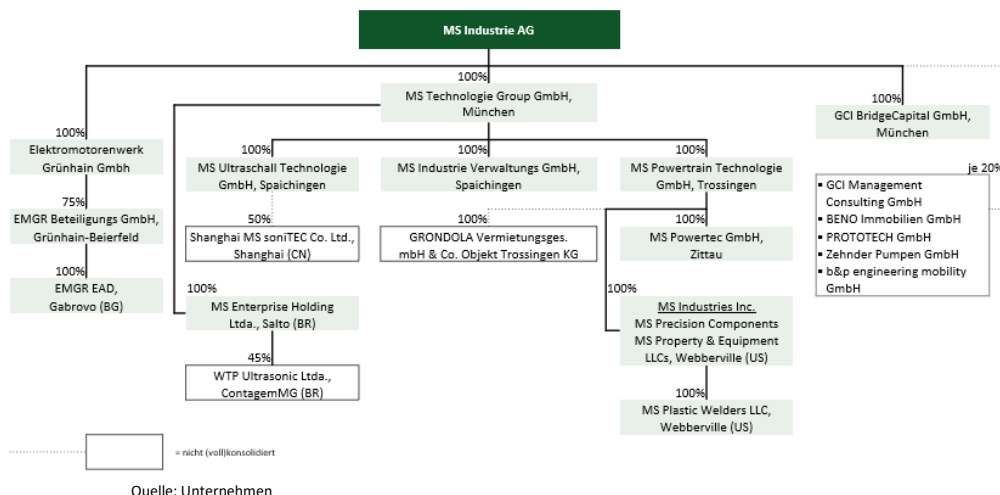 MS Industrie AG
100%
MS Technologie Group GmbH,
München
100%
GCI BridgeCapital GmbH,
München
100%
Elektromotorenwerk
Grünhain Gmbh
100%
MS Ultraschall Technologie
GmbH, Spaichingen
100%
MS Industrie Verwaltungs GmbH,
Spaichingen
100%
MS Powertrain Technologie
GmbH, Trossingen
je 20%
▪ GCI Management
Consulting GmbH
▪ BENO Immobilien GmbH
▪ PROTOTECH GmbH
▪ Zehnder Pumpen GmbH
▪ b&p engineering mobility
GmbH
75%
EMGR Beteiligungs GmbH,
Grünhain-Beierfeld
50%
Shanghai MS soniTEC Co. Ltd.,
Shanghai (CN)
100%
GRONDOLA Vermietungsges.
mbH & Co. Objekt Trossingen KG
100%
MS Powertec GmbH,
Zittau
100%
EMGR EAD,
Gabrovo (BG)
100%
MS Enterprise Holding
Ltda., Salto (BR)
100%
MS Industries Inc.
MS Precision Components
MS Property & Equipment
LLCs, Webberville (US)
45%
WTP Ultrasonic Ltda.,
ContagemMG (BR)
100%
MS Plastic Welders LLC,
Webberville (US)
= nicht (voll)konsolidiert
Quelle: Unternehmen